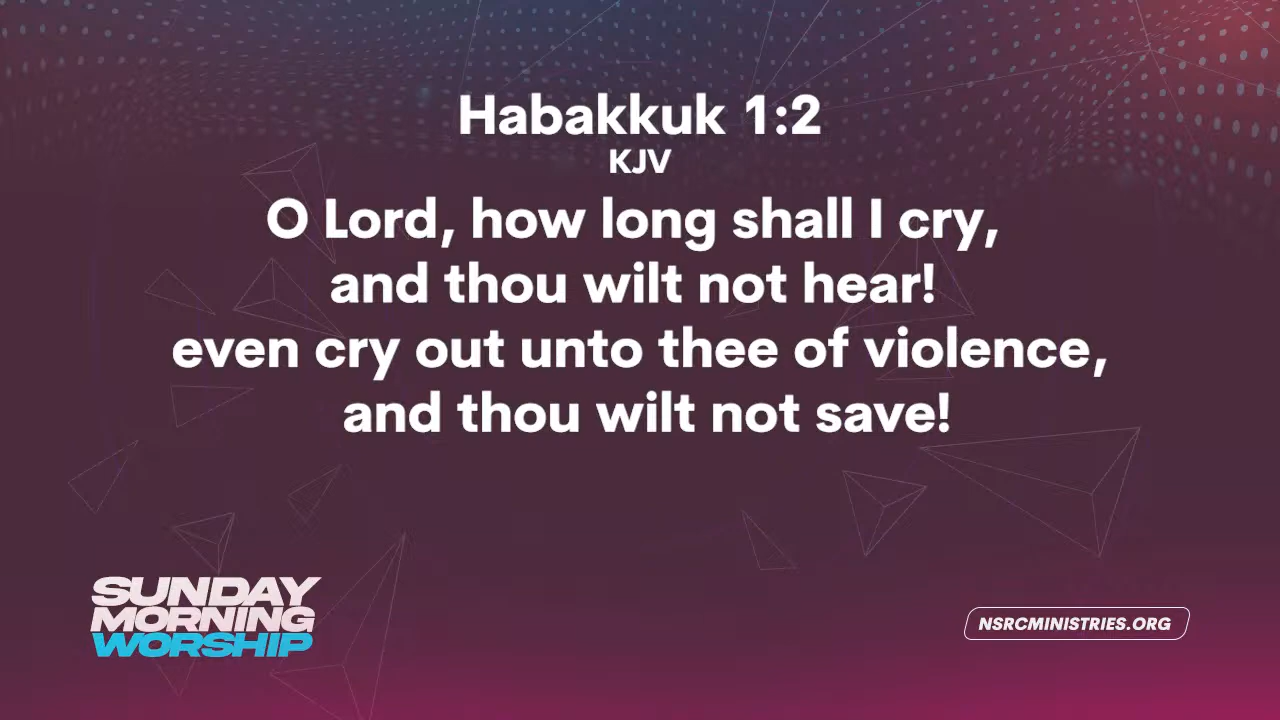 Habakkuk 1:2
KJV
O Lord, how long shall I cry,
and thou wilt not hear!
even cry out unto thee of violence,
and thou wilt not save!
SUNDAY
MORNING
WORSHIP
NSRCMINISTRIES.ORG